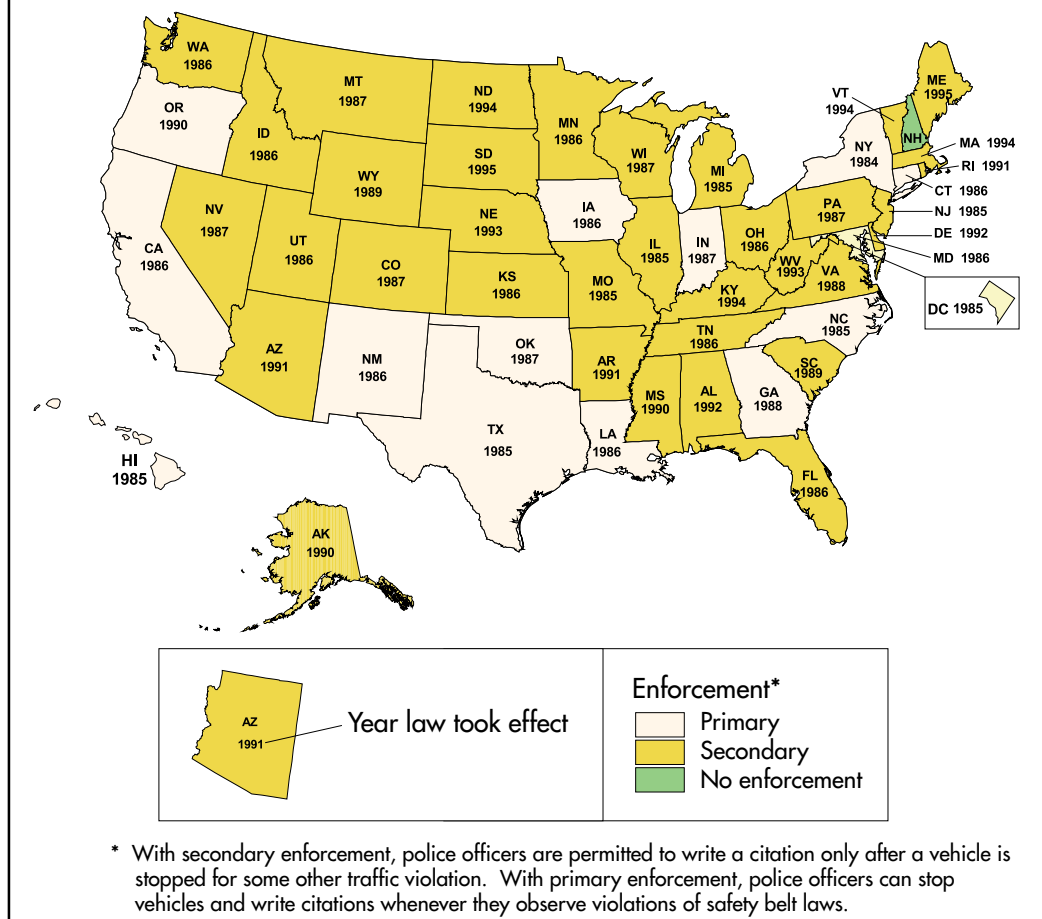 WA
1986
OR
1990
CA
1986
ID
1986
NV
1987
MT
1987
WY
1989
UT
1986
AZ
1991
CO
1987
NM
1986
ND
1994
SD
1995
NE
1993
KS
1986
OK
1987
TX
1985
MN
1986
IA
1986
MO
1985
AR
1991
LA
1986
WI
1987
IL
1985
MI
1985
IN
1987
OH
1986
KY
1994
TN
1986
MS
1990
AL
1992
GA
1988
FL
1986
SC
1989
NC
1985
VA
1988
WV
1993
PA
1987
NY
1984
VT
1994
NH
ME
1995
MA 1994
RI 1991
CT 1986
NJ 1985
DE 1992
MD 1986
DC 1985
HI
1985
AK
1990
AZ
1991
Year law took effect
Enforcement*
Primary
Secondary
No enforcement
* With secondary enforcement, police officers are permitted to write a citation only after a vehicle is
stopped for some other traffic violation. With primary enforcement, police officers can stop
vehicles and write citations whenever they observe violations of safety belt laws.